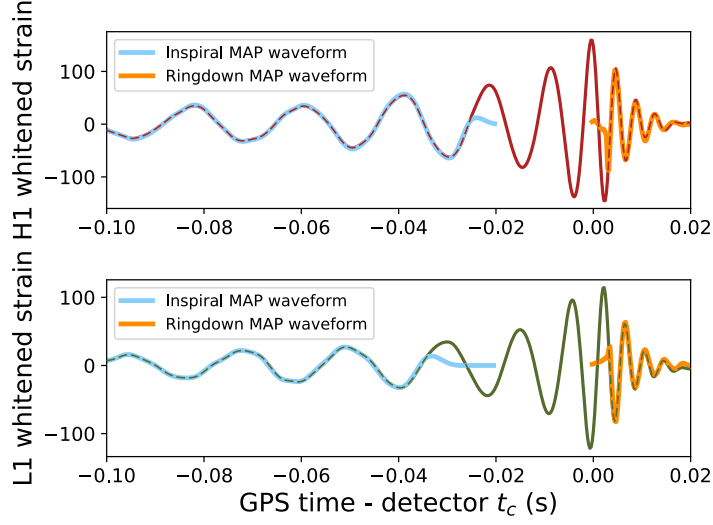 H1 whitened strain
100
0
−100
Inspiral MAP waveform
Ringdown MAP waveform
−0.10 −0.08 −0.06 −0.04 −0.02 0.00 0.02
L1 whitened strain
100
0
−100
Inspiral MAP waveform
Ringdown MAP waveform
−0.10 −0.08 −0.06 −0.04 −0.02 0.00 0.02
GPS time - detector t_c (s)